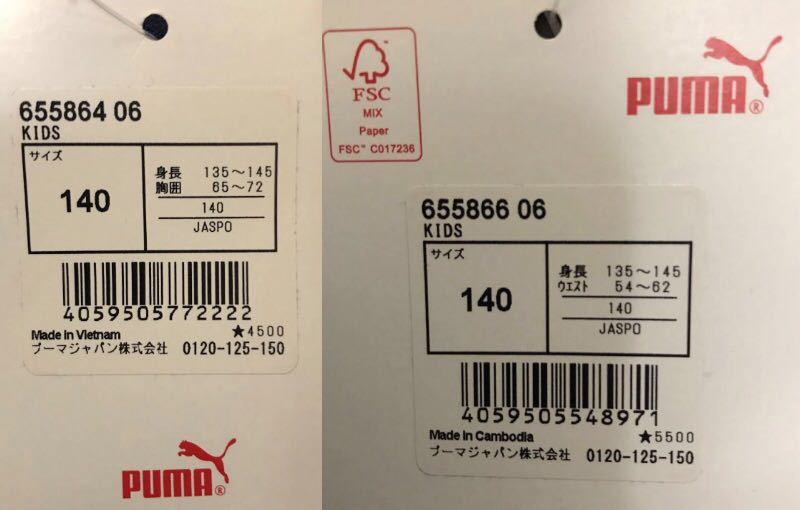 655864 06
KIDS
サイズ
140
身長 135～145
胸囲 65～72
140
JASPO
4059505772222
Made in Vietnam ★4500
プーマジャパン株式会社 0120-125-150
PUMA®
FSC
MIX
Paper
FSC™ C017236
PUMA®
655866 06
KIDS
サイズ
140
身長 135～145
ウエスト 54～62
140
JASPO
4059505548971
Made in Cambodia ★5500
プーマジャパン株式会社 0120-125-150